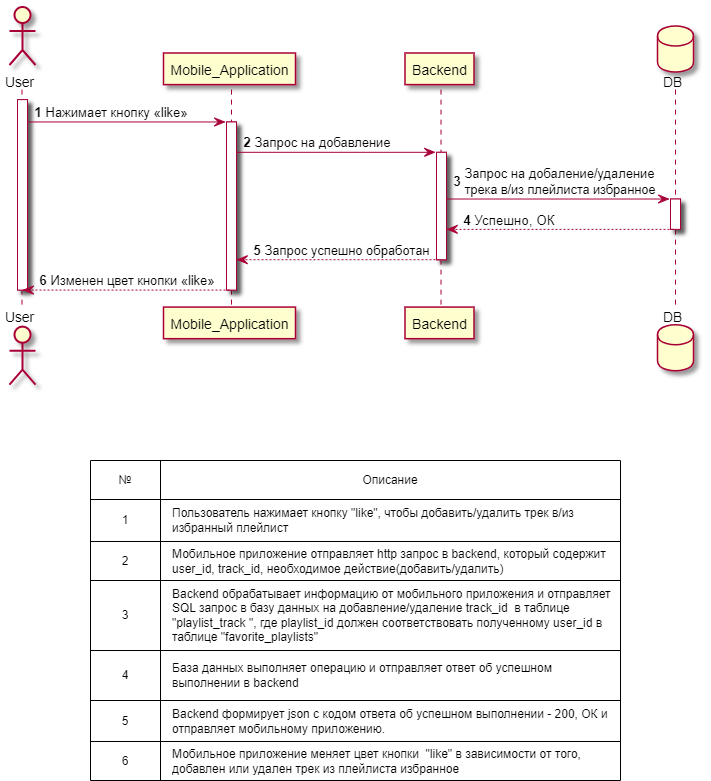 User
Mobile_Application
Backend
DB
1 Нажимает кнопку «like»
2 Запрос на добавление
3 Запрос на добаление/удаление
трека в/из плейлиста избранное
4 Успешно, ОК
5 Запрос успешно обработан
6 Изменен цвет кнопки «like»
User
Mobile_Application
Backend
DB
№ Описание
1 Пользователь нажимает кнопку "like", чтобы добавить/удалить трек в/из
избранный плейлист
2 Мобильное приложение отправляет http запрос в backend, который содержит
user_id, track_id, необходимое действие(добавить/удалить)
3 Backend обрабатывает информацию от мобильного приложения и отправляет
SQL запрос в базу данных на добавление/удаление track_id в таблице
"playlist_track ", где playlist_id должен соответствовать полученному user_id в
таблице "favorite_playlists"
4 База данных выполняет операцию и отправляет ответ об успешном
выполнении в backend
5 Backend формирует json с кодом ответа об успешном выполнении - 200, ОК и
отправляет мобильному приложению.
6 Мобильное приложение меняет цвет кнопки "like" в зависимости от того,
добавлен или удален трек из плейлиста избранное